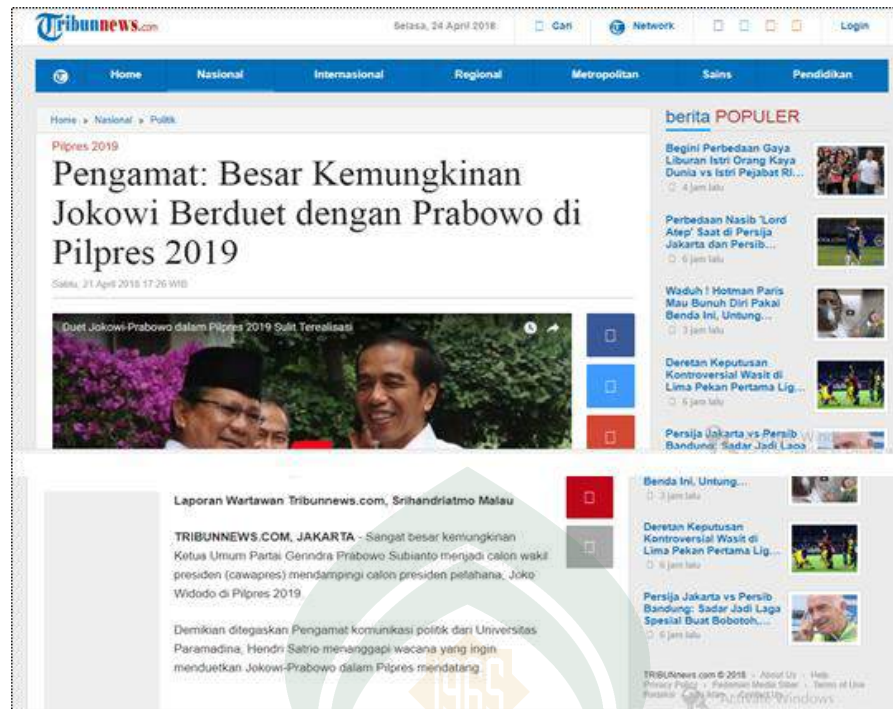 Tribunnews.com
Selasa, 24 April 2018
Cari
Network
Login
Home
Nasional
Internasional
Regional
Metropolitan
Sains
Pendidikan
Home » Nasional » Politik
Pilpres 2019
Pengamat: Besar Kemungkinan
Jokowi Berduet dengan Prabowo di
Pilpres 2019
Sabtu, 21 April 2018 17:26 WIB
Duet Jokowi-Prabowo dalam Pilpres 2019 Sulit Terealisasi
berita POPULER
Begini Perbedaan Gaya
Liburan Istri Orang Kaya
Dunia vs Istri Pejabat RI...
4 jam lalu
Perbedaan Nasib 'Lord
Atep' Saat di Persija
Jakarta dan Persib...
6 jam lalu
Waduh ! Hotman Paris
Mau Bunuh Diri Pakai
Benda Ini, Untung...
3 jam lalu
Deretan Keputusan
Kontroversial Wasit di
Lima Pekan Pertama Lig...
6 jam lalu
Persija Jakarta vs Persib
Bandung: Sadar Jadi Laga
Laporan Wartawan Tribunnews.com, Srihandriatmo Malau
TRIBUNNEWS.COM, JAKARTA - Sangat besar kemungkinan
Ketua Umum Partai Gerindra Prabowo Subianto menjadi calon wakil
presiden (cawapres) mendampingi calon presiden petahana, Joko
Widodo di Pilpres 2019.
Demikian ditegaskan Pengamat komunikasi politik dari Universitas
Paramadina, Hendri Satrio menanggapi wacana yang ingin
menduetkan Jokowi-Prabowo dalam Pilpres mendatang.
1965
Benda Ini, Untung...
3 jam lalu
Deretan Keputusan
Kontroversial Wasit di
Lima Pekan Pertama Lig...
6 jam lalu
Persija Jakarta vs Persib
Bandung: Sadar Jadi Laga
Spesial Buat Bobotoh,...
6 jam lalu
TRIBUNnews.com © 2018 - About Us - Help
Privacy Policy - Pedoman Media Siber - Terms of Use
Redaksi - Contact Us
Activate Windows